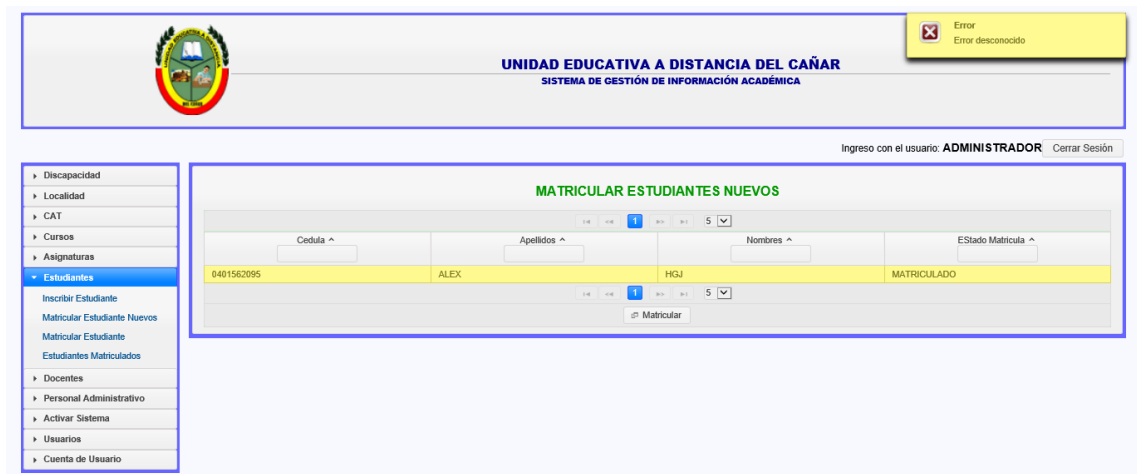 Error
Error desconocido
UNIDAD EDUCATIVA A DISTANCIA DEL CAÑAR
SISTEMA DE GESTIÓN DE INFORMACIÓN ACADÉMICA
Ingreso con el usuario: ADMINISTRADOR Cerrar Sesión
Discapacidad
Localidad
CAT
Cursos
Asignaturas
Estudiantes
Inscribir Estudiante
Matricular Estudiante Nuevos
Matricular Estudiante
Estudiantes Matriculados
Docentes
Personal Administrativo
Activar Sistema
Usuarios
Cuenta de Usuario
MATRICULAR ESTUDIANTES NUEVOS
1 5
Cedula Apellidos Nombres EStado Matricula
0401562095 ALEX HGJ MATRICULADO
1 5
Matricular